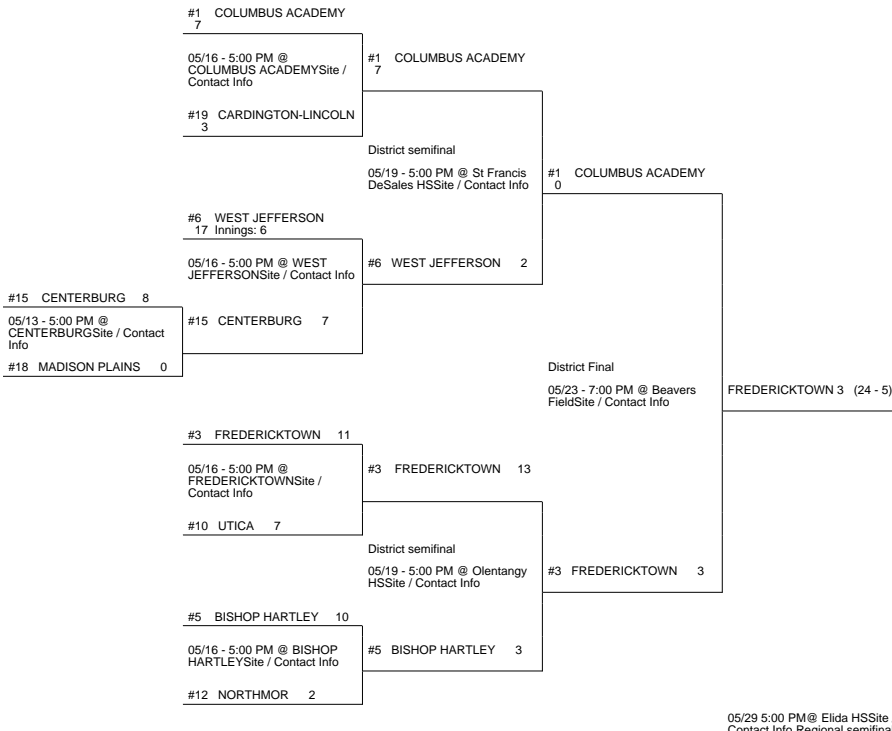 #1 COLUMBUS ACADEMY
7
05/16 - 5:00 PM @
COLUMBUS ACADEMYSite /
Contact Info
#19 CARDINGTON-LINCOLN
3
#1 COLUMBUS ACADEMY
7
District semifinal
05/19 - 5:00 PM @ St Francis
DeSales HSSite / Contact Info
#1 COLUMBUS ACADEMY
0
#6 WEST JEFFERSON
17 Innings: 6
05/16 - 5:00 PM @ WEST
JEFFERSONSite / Contact Info
#6 WEST JEFFERSON 2
#15 CENTERBURG 8
05/13 - 5:00 PM @
CENTERBURGSite / Contact
Info
#18 MADISON PLAINS 0
#15 CENTERBURG 7
District Final
05/23 - 7:00 PM @ Beavers
FieldSite / Contact Info
FREDERICKTOWN 3 (24 - 5)
#3 FREDERICKTOWN 11
05/16 - 5:00 PM @
FREDERICKTOWNSite /
Contact Info
#10 UTICA 7
#3 FREDERICKTOWN 13
District semifinal
05/19 - 5:00 PM @ Olentangy
HSSite / Contact Info
#3 FREDERICKTOWN 3
#5 BISHOP HARTLEY 10
05/16 - 5:00 PM @ BISHOP
HARTLEYSite / Contact Info
#12 NORTHMOR 2
#5 BISHOP HARTLEY 3
05/29 5:00 PM@ Elida HSSite
Contact Info Regional semifinal